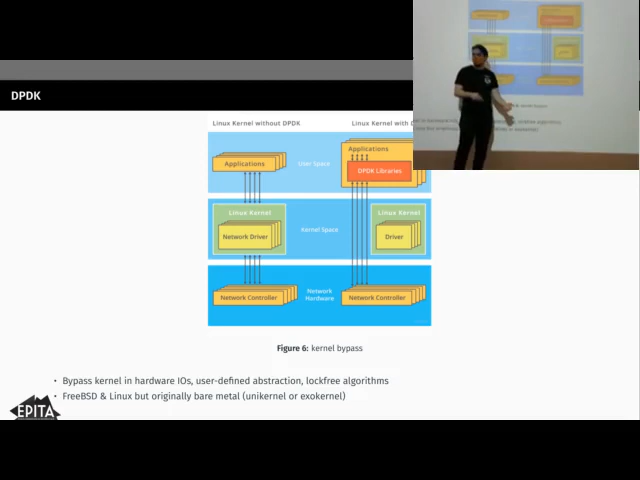 DPDK
Linux Kernel without DPDK
Linux Kernel with
Applications
User Space
Applications
DPDK Libraries
Linux Kernel
Network Driver
Kernel Space
Linux Kernel
Driver
Network Controller
Network Hardware
Network Controller
Figure 6: kernel bypass
• Bypass kernel in hardware IOs, user-defined abstraction, lockfree algorithms
• FreeBSD & Linux but originally bare metal (unikernel or exokernel)
EPITA